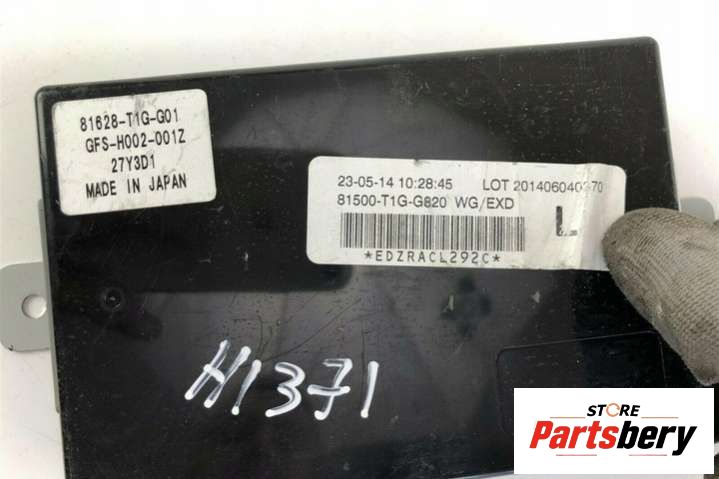 81628-T1G-G01
GFS-H002-001Z
27Y3D1
MADE IN JAPAN
23-05-14 10:28:45 LOT 201406040370
81500-T1G-G820 WG/EXD
L
*EDZRACL292C*
H1371
STORE
Partsbery